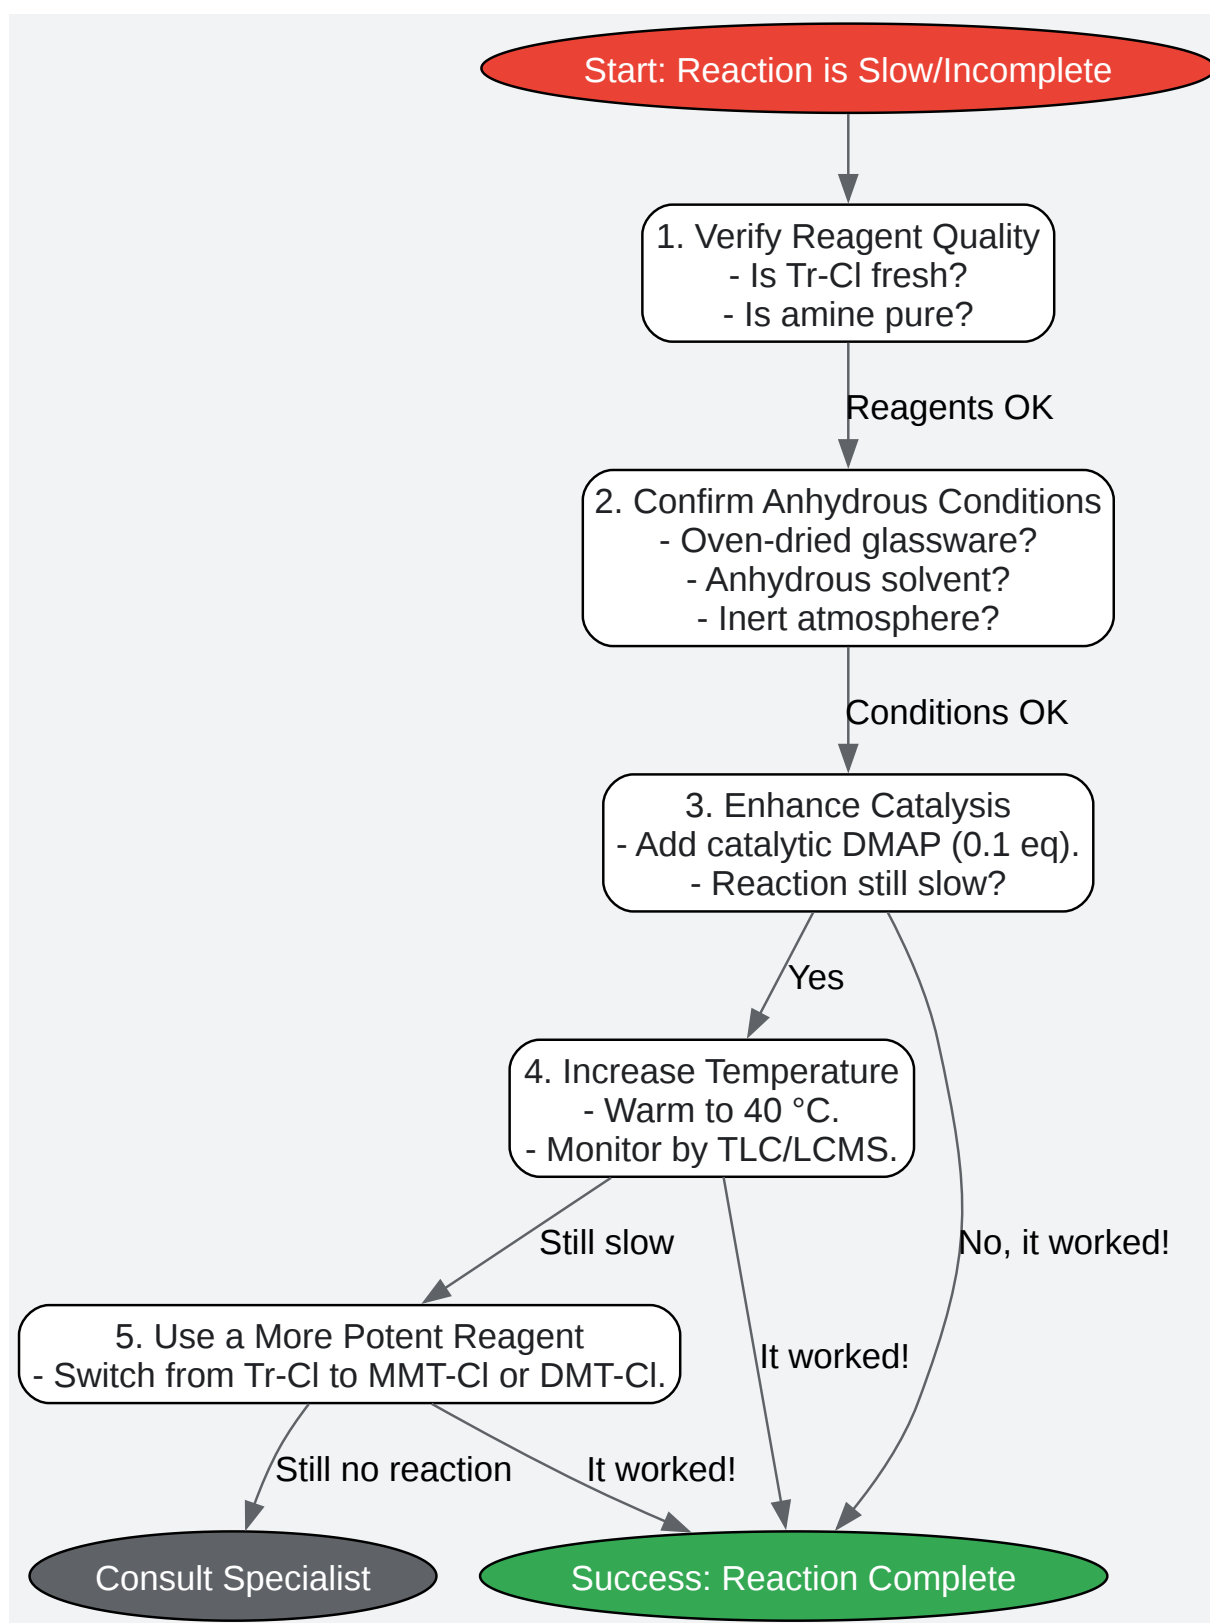 Start: Reaction is Slow/Incomplete
1. Verify Reagent Quality
- Is Tr-Cl fresh?
- Is amine pure?
Reagents OK
2. Confirm Anhydrous Conditions
- Oven-dried glassware?
- Anhydrous solvent?
- Inert atmosphere?
Conditions OK
3. Enhance Catalysis
- Add catalytic DMAP (0.1 eq).
- Reaction still slow?
Yes
4. Increase Temperature
- Warm to 40 °C.
- Monitor by TLC/LCMS.
Still slow
No, it worked!
5. Use a More Potent Reagent
- Switch from Tr-Cl to MMT-Cl or DMT-Cl.
It worked!
Still no reaction
It worked!
Consult Specialist
Success: Reaction Complete